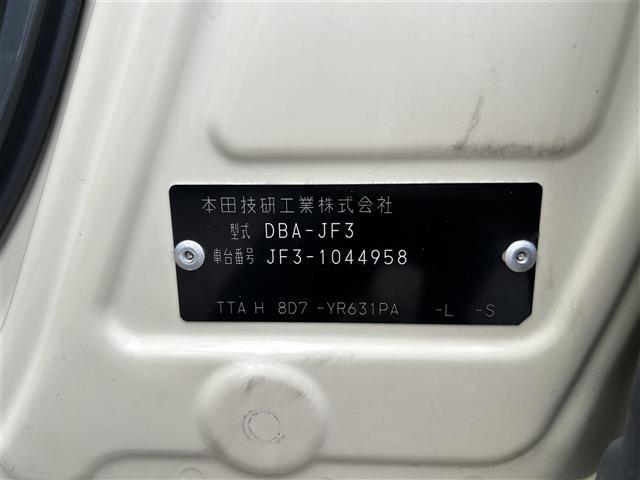 本田技研工業株式会社
型式 DBA-JF3
車台番号 JF3-1044958
TTA H 8D7 -YR631PA -L -S